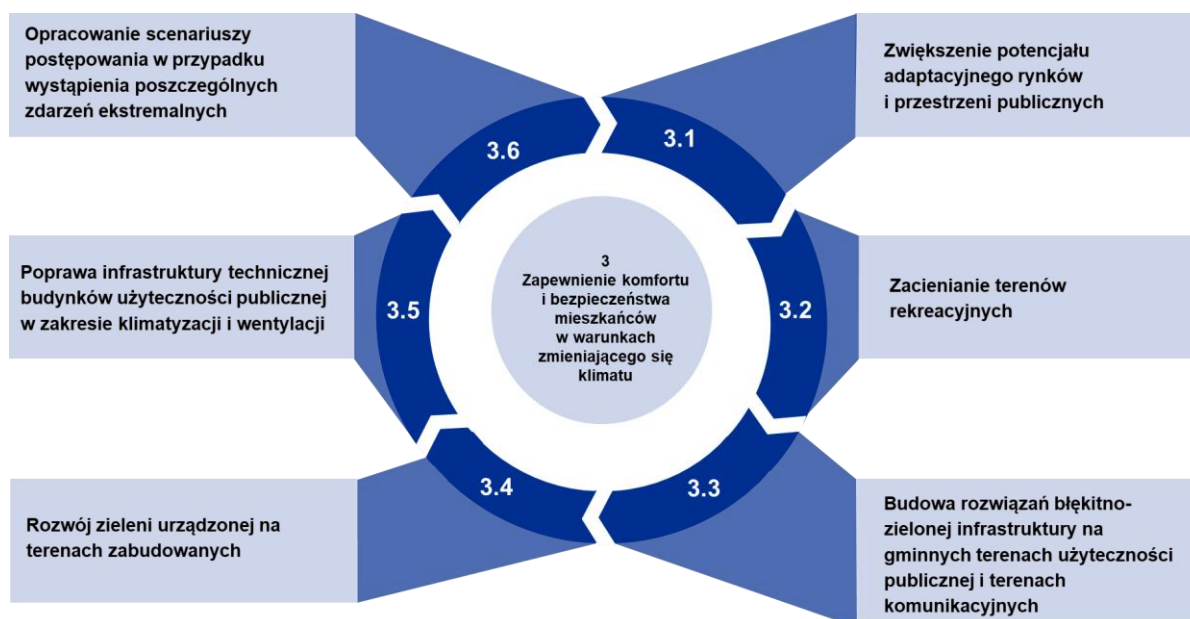 3
Zapewnienie komfortu
i bezpieczeństwa
mieszkańców
w warunkach
zmieniającego się
klimatu
3.1
Zwiększenie potencjału
adaptacyjnego rynków
i przestrzeni publicznych
3.2
Zacienianie terenów
rekreacyjnych
3.3
Budowa rozwiązań błękitno-
zielonej infrastruktury na
gminnych terenach użyteczności
publicznej i terenach
komunikacyjnych
3.4
Rozwój zieleni urządzonej na
terenach zabudowanych
3.5
Poprawa infrastruktury technicznej
budynków użyteczności publicznej
w zakresie klimatyzacji i wentylacji
3.6
Opracowanie scenariuszy
postępowania w przypadku
wystąpienia poszczególnych
zdarzeń ekstremalnych